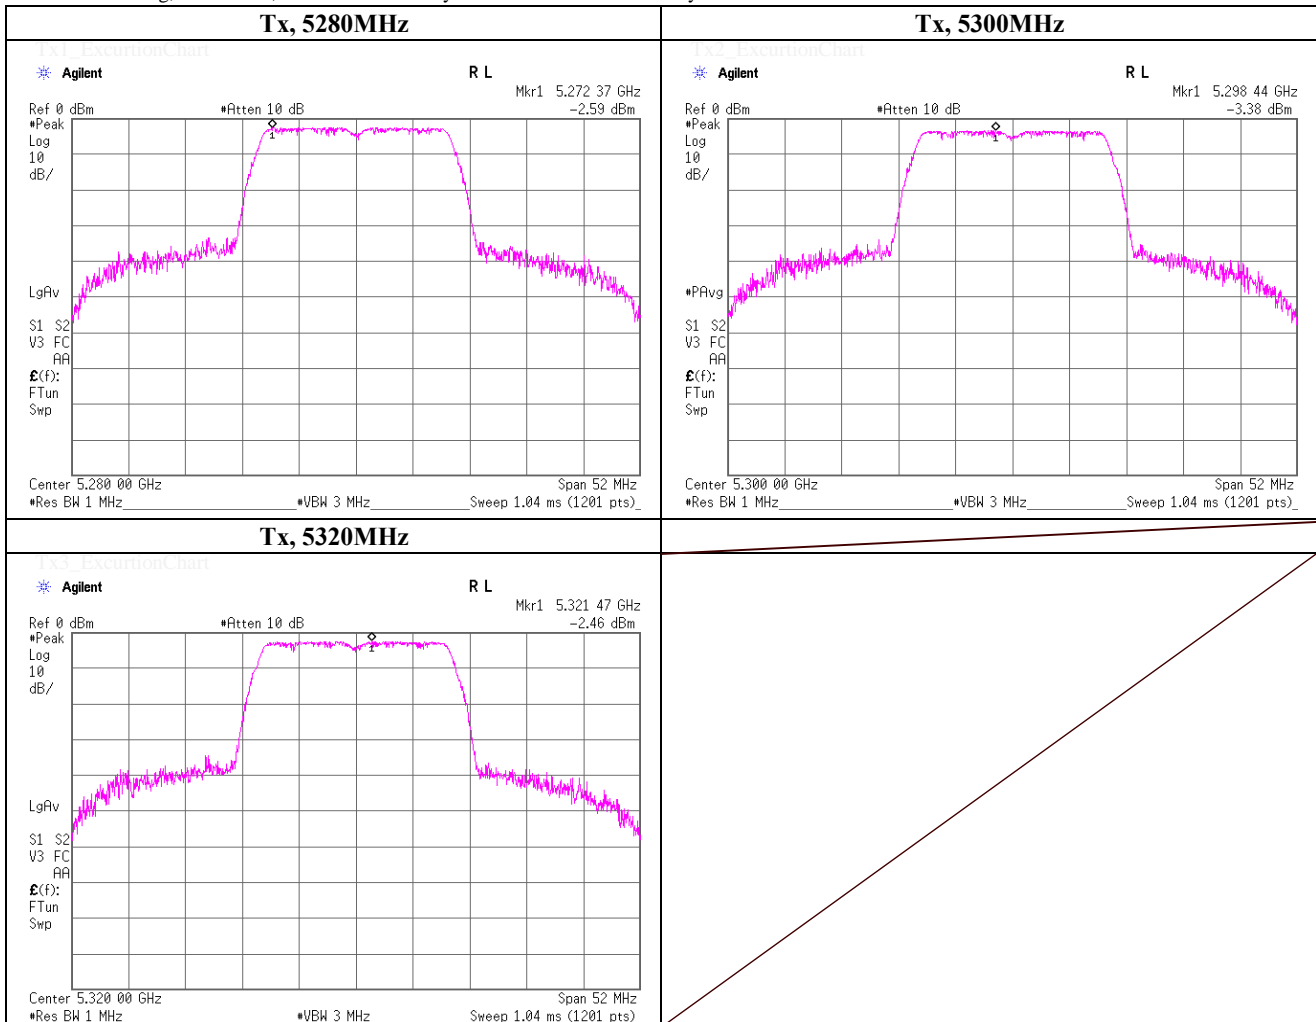 Tx, 5280MHz
Tx, 5300MHz
Tx1_ExcurtionChart
Agilent
R L
Mkr1 5.272 37 GHz
Ref 0 dBm
#Atten 10 dB
-2.59 dBm
#Peak
Log
10
dB/
1
LgAv
S1 S2
V3 FC
AA
£(f):
FTun
Swp
Center 5.280 00 GHz
Span 52 MHz
#Res BW 1 MHz
#VBW 3 MHz
Sweep 1.04 ms (1201 pts)
Tx2_ExcurtionChart
Agilent
R L
Mkr1 5.298 44 GHz
Ref 0 dBm
#Atten 10 dB
-3.38 dBm
#Peak
Log
10
dB/
1
#PAvg
S1 S2
V3 FC
AA
£(f):
FTun
Swp
Center 5.300 00 GHz
Span 52 MHz
#Res BW 1 MHz
#VBW 3 MHz
Sweep 1.04 ms (1201 pts)
Tx, 5320MHz
Tx3_ExcurtionChart
Agilent
R L
Mkr1 5.321 47 GHz
Ref 0 dBm
#Atten 10 dB
-2.46 dBm
#Peak
Log
10
dB/
1
LgAv
S1 S2
V3 FC
AA
£(f):
FTun
Swp
Center 5.320 00 GHz
Span 52 MHz
#Res BW 1 MHz
#VBW 3 MHz
Sweep 1.04 ms (1201 pts)